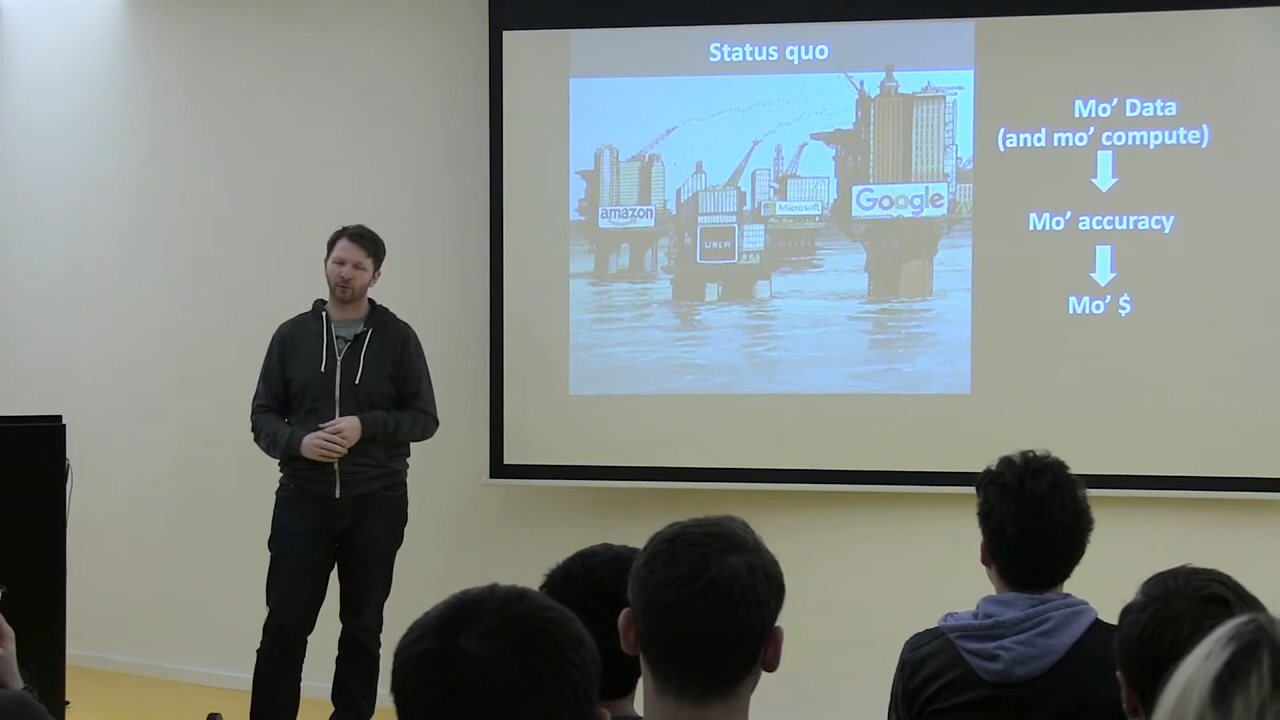 Status quo
amazon
UBER
Microsoft
Google
Mo’ Data
(and mo’ compute)
Mo’ accuracy
Mo’ $